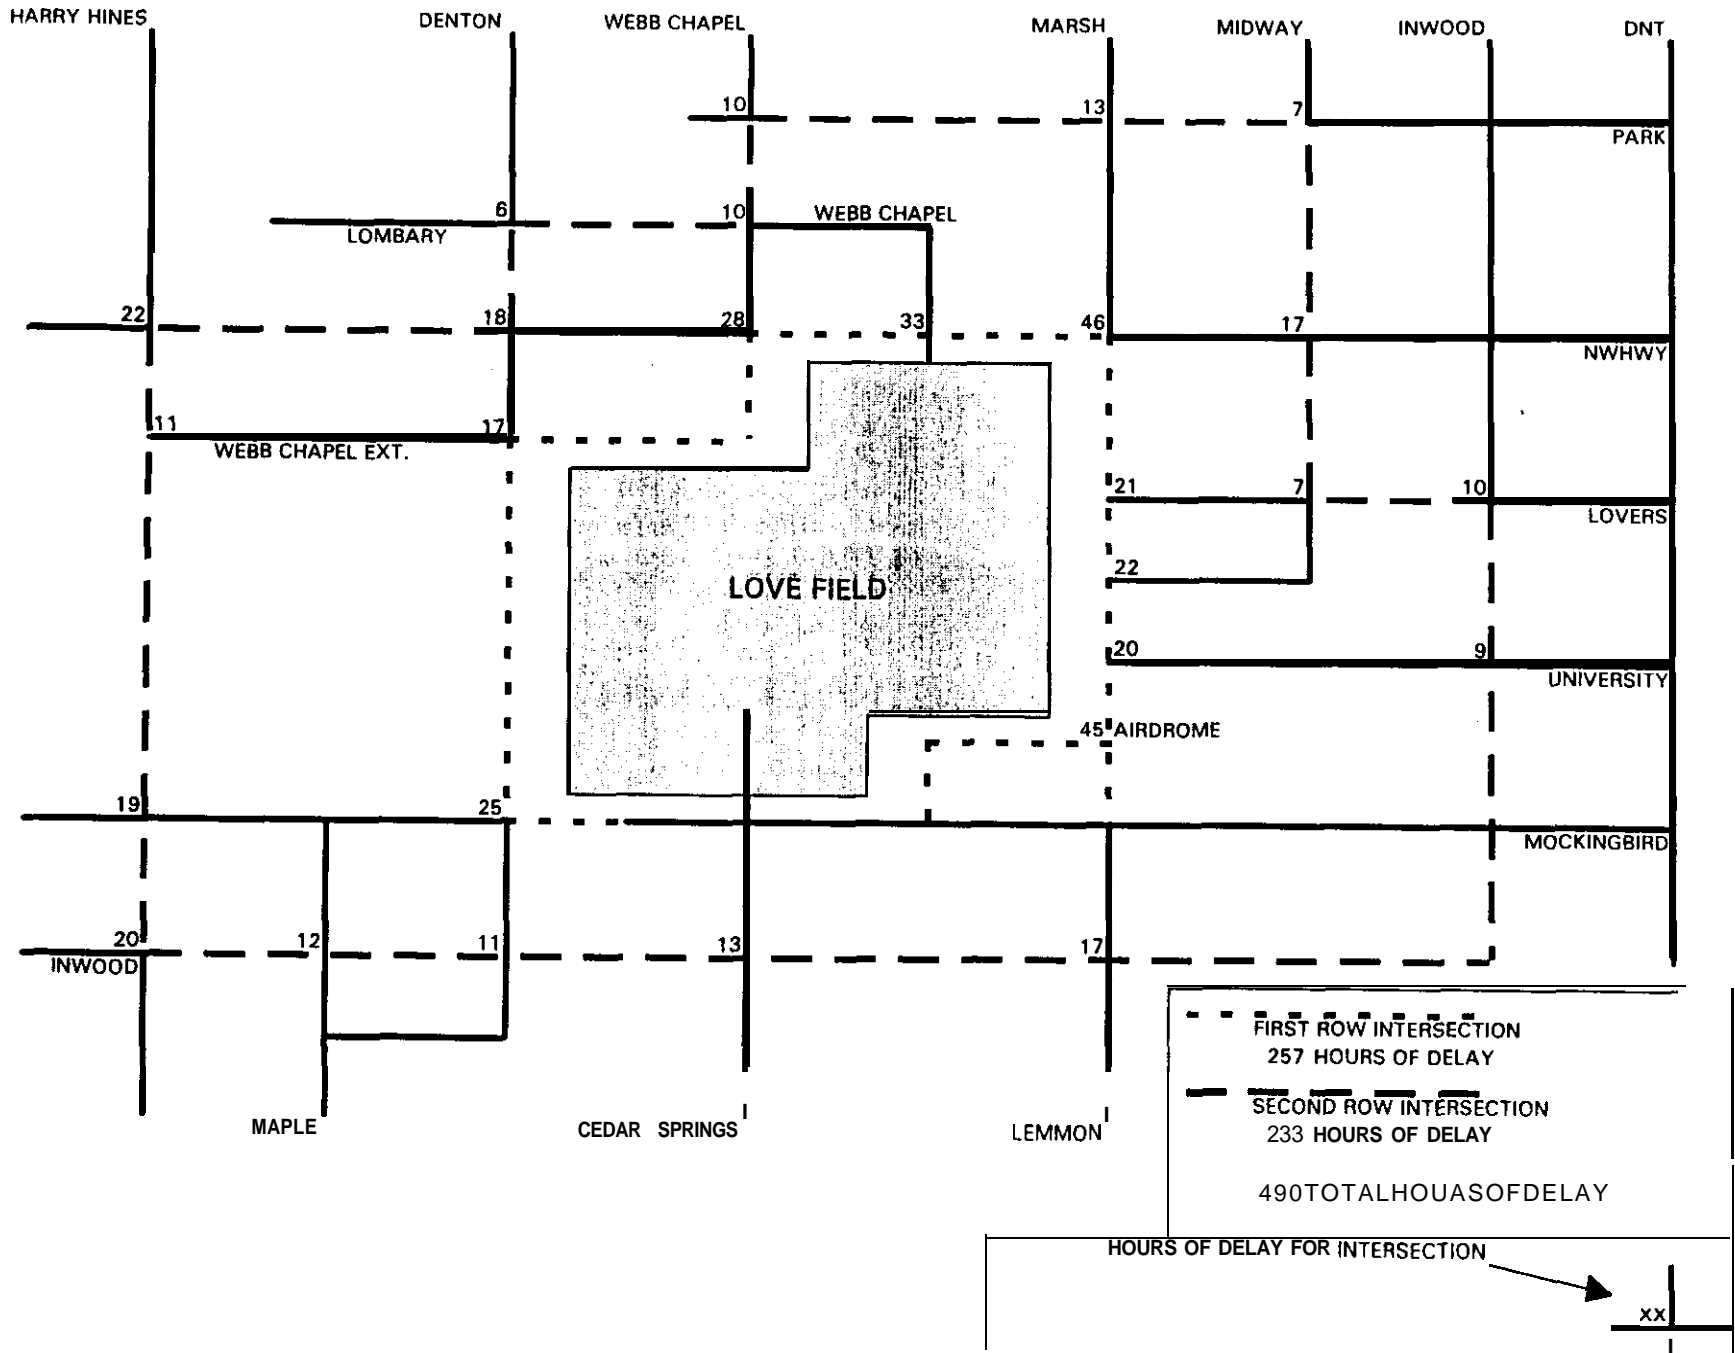 HARRY HINES
DENTON
WEBB CHAPEL
MARSH
MIDWAY
INWOOD
DNT
10
13
7
PARK
6
10
WEBB CHAPEL
LOMBARY
22
18
28
33
46
17
NWHWY
11
17
WEBB CHAPEL EXT.
21
7
10
LOVERS
22
LOVE FIELD
20
9
UNIVERSITY
45 AIRDROME
19
25
MOCKINGBIRD
20
12
11
13
17
INWOOD
FIRST ROW INTERSECTION
257 HOURS OF DELAY
SECOND ROW INTERSECTION
233 HOURS OF DELAY
490TOTALHOUASOFDELAY
MAPLE
CEDAR SPRINGS
LEMMON
HOURS OF DELAY FOR INTERSECTION
XX